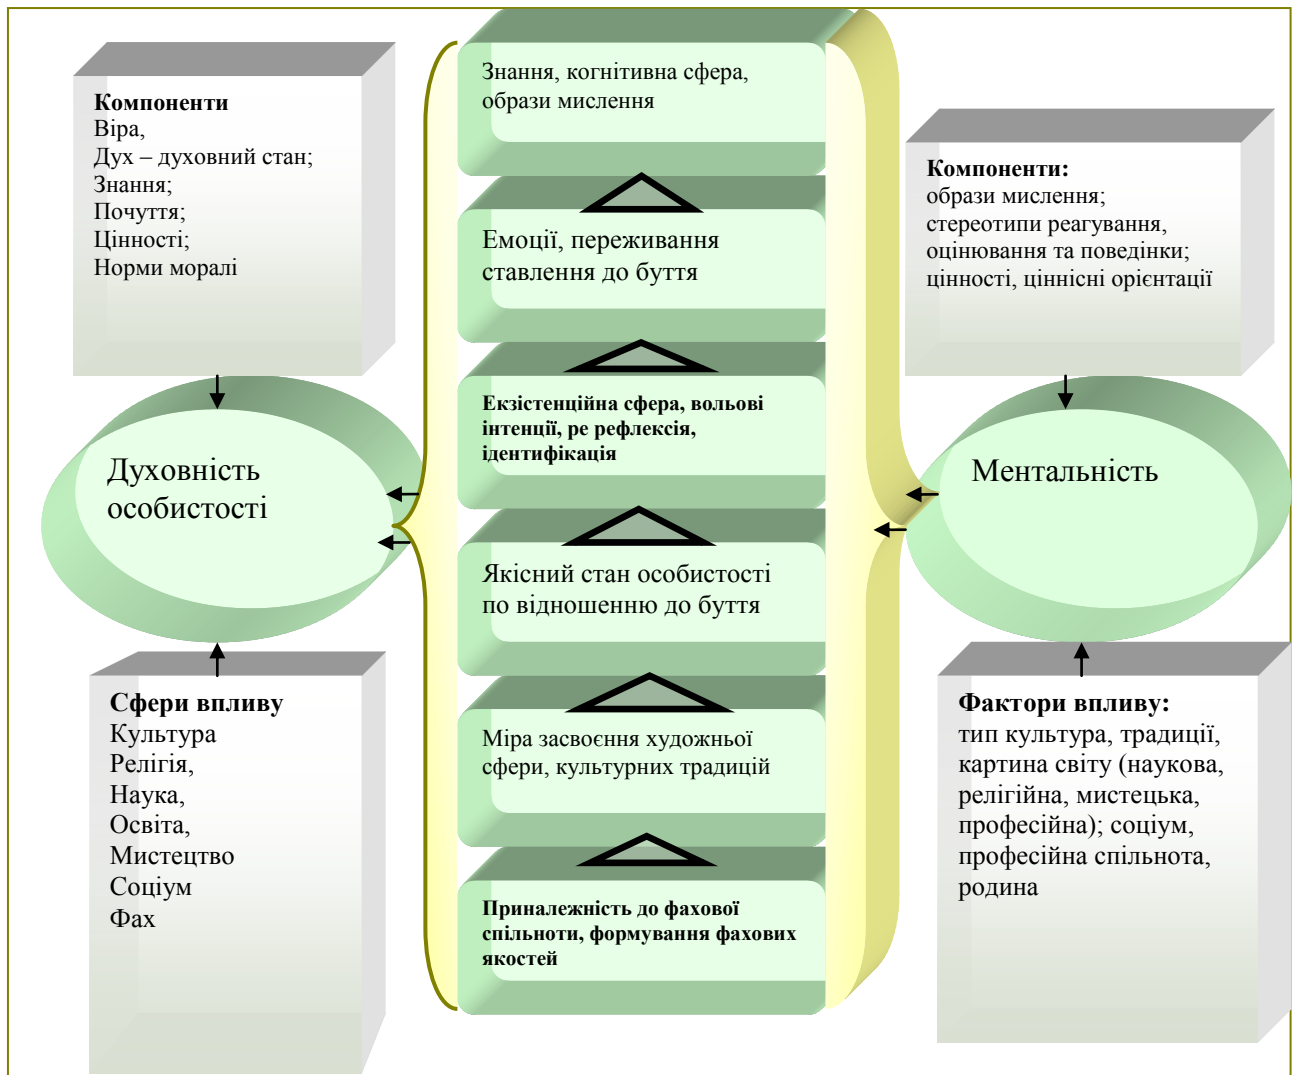 Компоненти
Віра,
Дух – духовний стан;
Знання;
Почуття;
Цінності;
Норми моралі
Духовність
особистості
Сфери впливу
Культура
Релігія,
Наука,
Освіта,
Мистецтво
Соціум
Фах
Знання, когнітивна сфера,
образи мислення
Емоції, переживання
ставлення до буття
Екзістенційна сфера, вольові
інтенції, ре рефлексія,
ідентифікація
Якісний стан особистості
по відношенню до буття
Міра засвоєння художньої
сфери, культурних традицій
Приналежність до фахової
спільноти, формування фахових
якостей
Компоненти:
образи мислення;
стереотипи реагування,
оцінювання та поведінки;
цінності, ціннісні орієнтації
Ментальність
Фактори впливу:
тип культура, традиції,
картина світу (наукова,
релігійна, мистецька,
професійна); соціум,
професійна спільнота,
родина